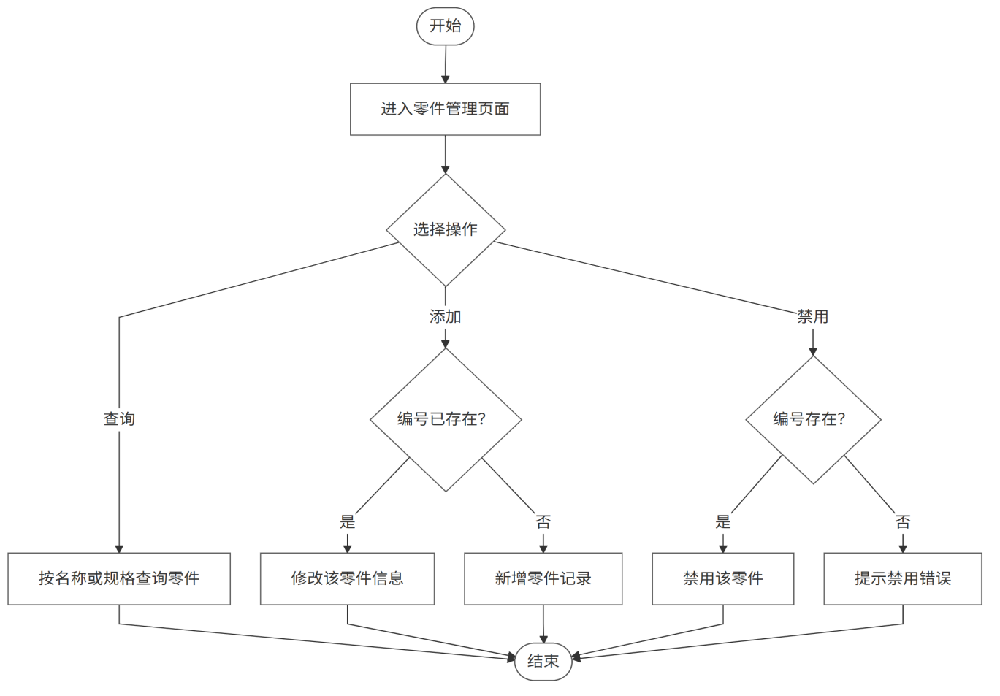 开始
进入零件管理页面
选择操作
添加
禁用
查询
编号已存在？
编号存在？
是
否
是
否
按名称或规格查询零件
修改该零件信息
新增零件记录
禁用该零件
提示禁用错误
结束